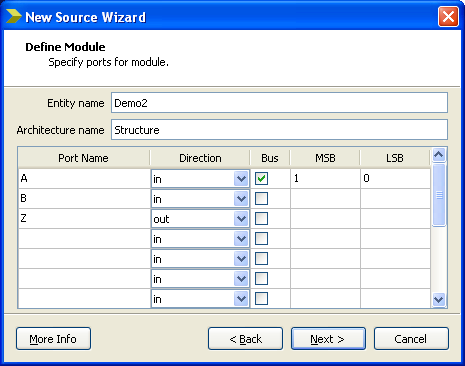 New Source Wizard
Define Module
Specify ports for module.
Entity name Demo2
Architecture name Structure
Port Name Direction Bus MSB LSB
A in 1 0
B in
Z out
in
in
in
in
More Info < Back Next > Cancel